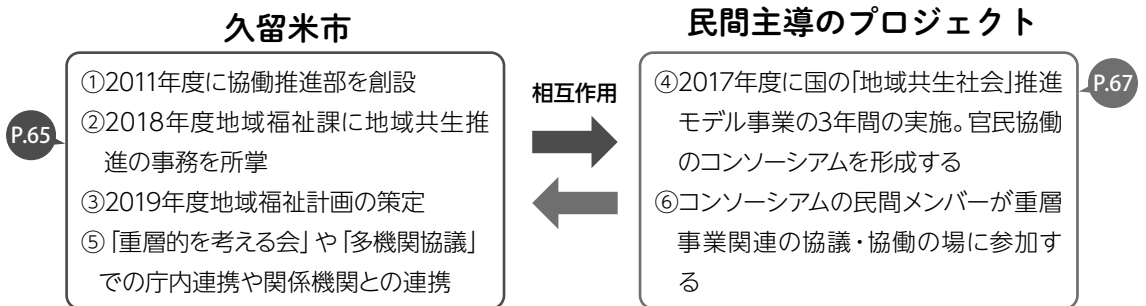 久留米市
①2011年度に協働推進部を創設
②2018年度地域福祉課に地域共生推
進の事務を所掌
③2019年度地域福祉計画の策定
⑤「重層的を考える会」や「多機関協議」
での庁内連携や関係機関との連携
P.65
相互作用
民間主導のプロジェクト
④2017年度に国の「地域共生社会」推進
モデル事業の3年間の実施。官民協働
のコンソーシアムを形成する
⑥コンソーシアムの民間メンバーが重層
事業関連の協議・協働の場に参加す
る
P.67